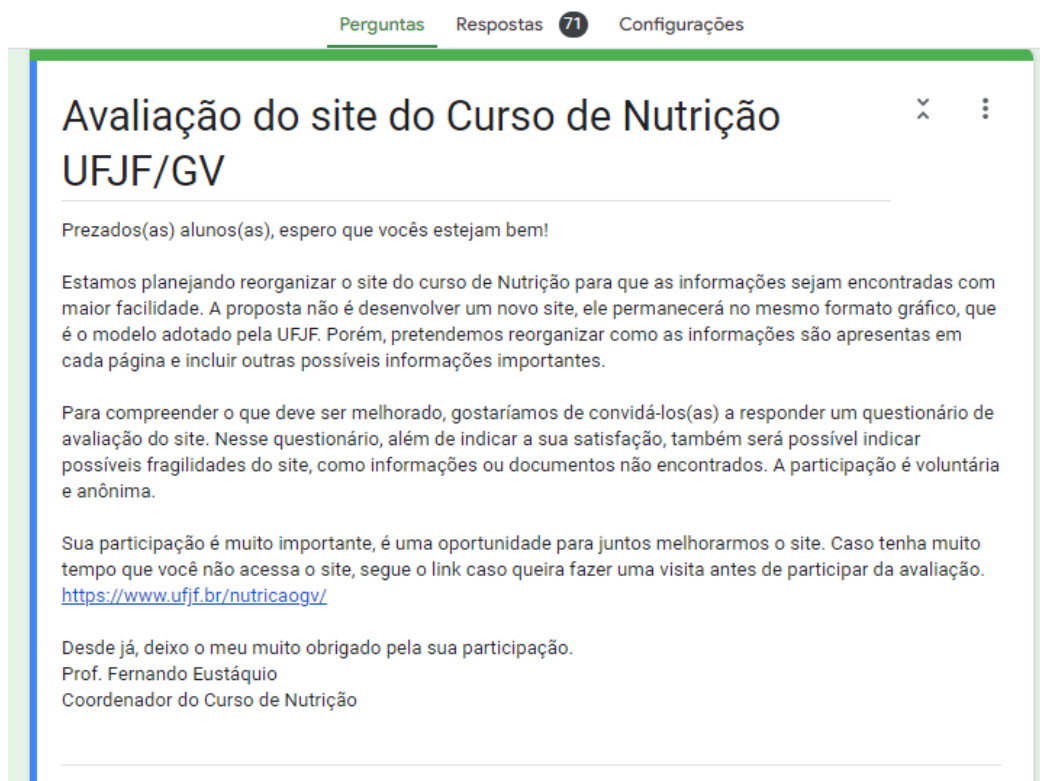 Perguntas Respostas 71 Configurações
Avaliação do site do Curso de Nutrição
UFJF/GV
Prezados(as) alunos(as), espero que vocês estejam bem!
Estamos planejando reorganizar o site do curso de Nutrição para que as informações sejam encontradas com
maior facilidade. A proposta não é desenvolver um novo site, ele permanecerá no mesmo formato gráfico, que
é o modelo adotado pela UFJF. Porém, pretendemos reorganizar como as informações são apresentas em
cada página e incluir outras possíveis informações importantes.
Para compreender o que deve ser melhorado, gostaríamos de convidá-los(as) a responder um questionário de
avaliação do site. Nesse questionário, além de indicar a sua satisfação, também será possível indicar
possíveis fragilidades do site, como informações ou documentos não encontrados. A participação é voluntária
e anônima.
Sua participação é muito importante, é uma oportunidade para juntos melhorarmos o site. Caso tenha muito
tempo que você não acessa o site, segue o link caso queira fazer uma visita antes de participar da avaliação.
https://www.ufjf.br/nutricaogv/
Desde já, deixo o meu muito obrigado pela sua participação.
Prof. Fernando Eustáquio
Coordenador do Curso de Nutrição